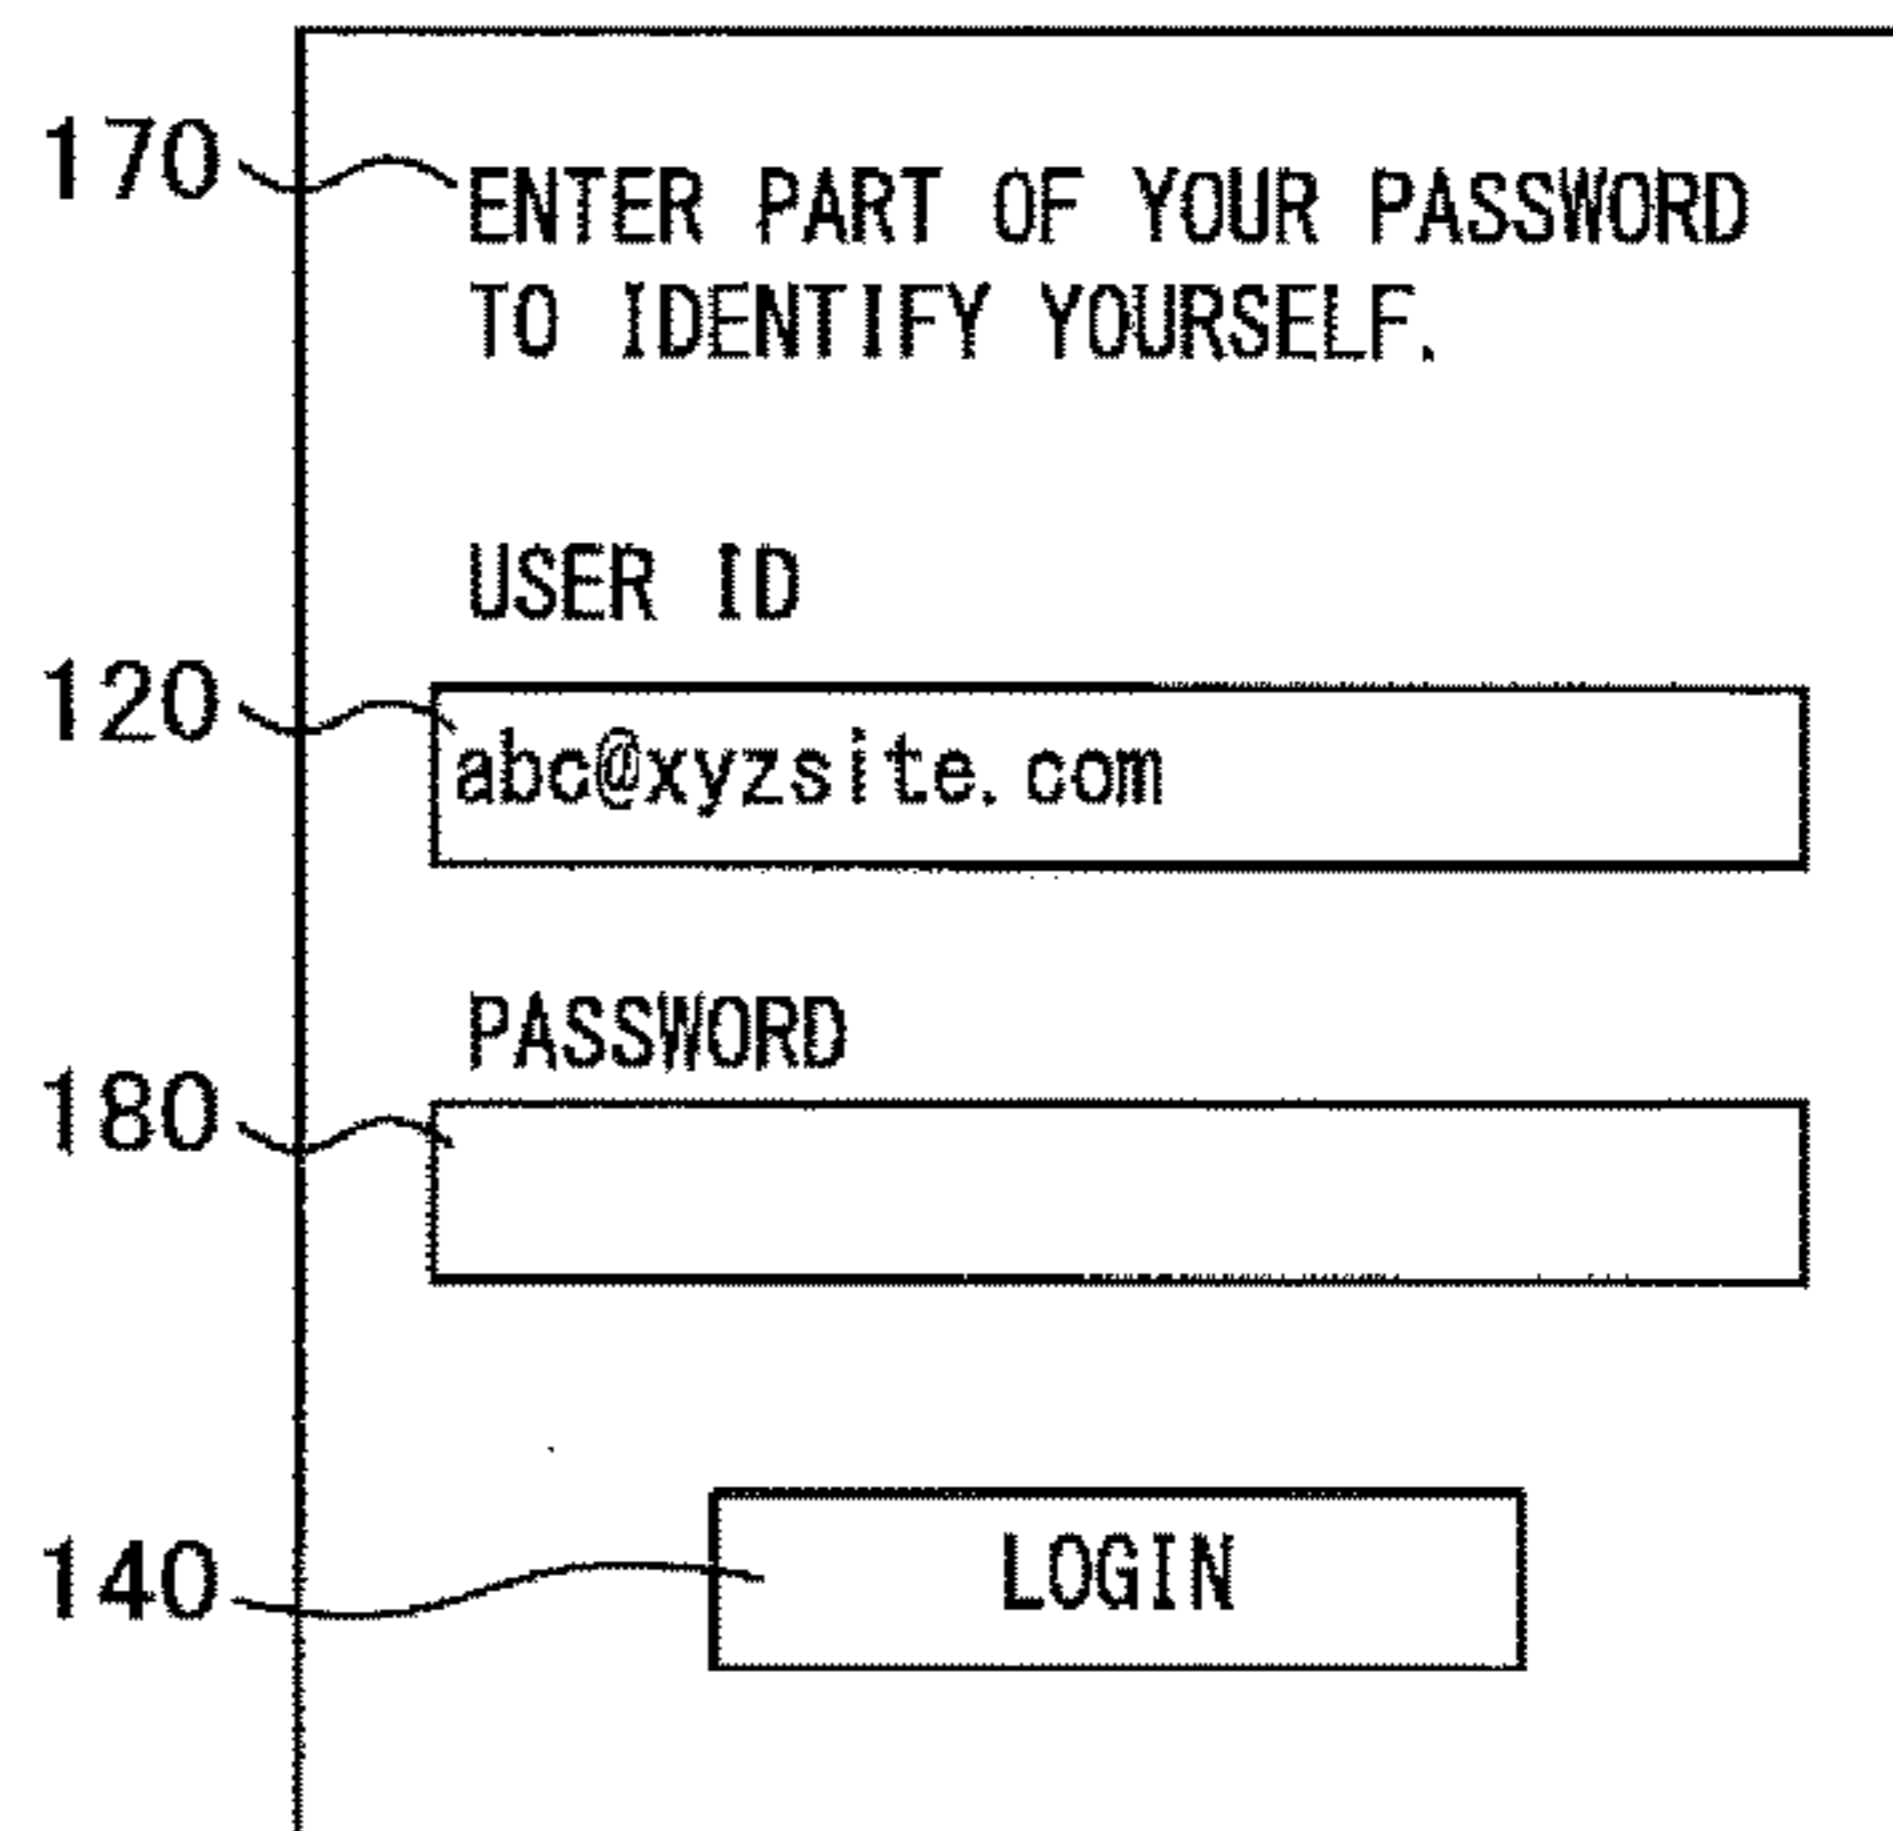 170 ENTER PART OF YOUR PASSWORD
TO IDENTIFY YOURSELF.
USER ID
120 abc@xyzsite.com
PASSWORD
180
140 LOGIN